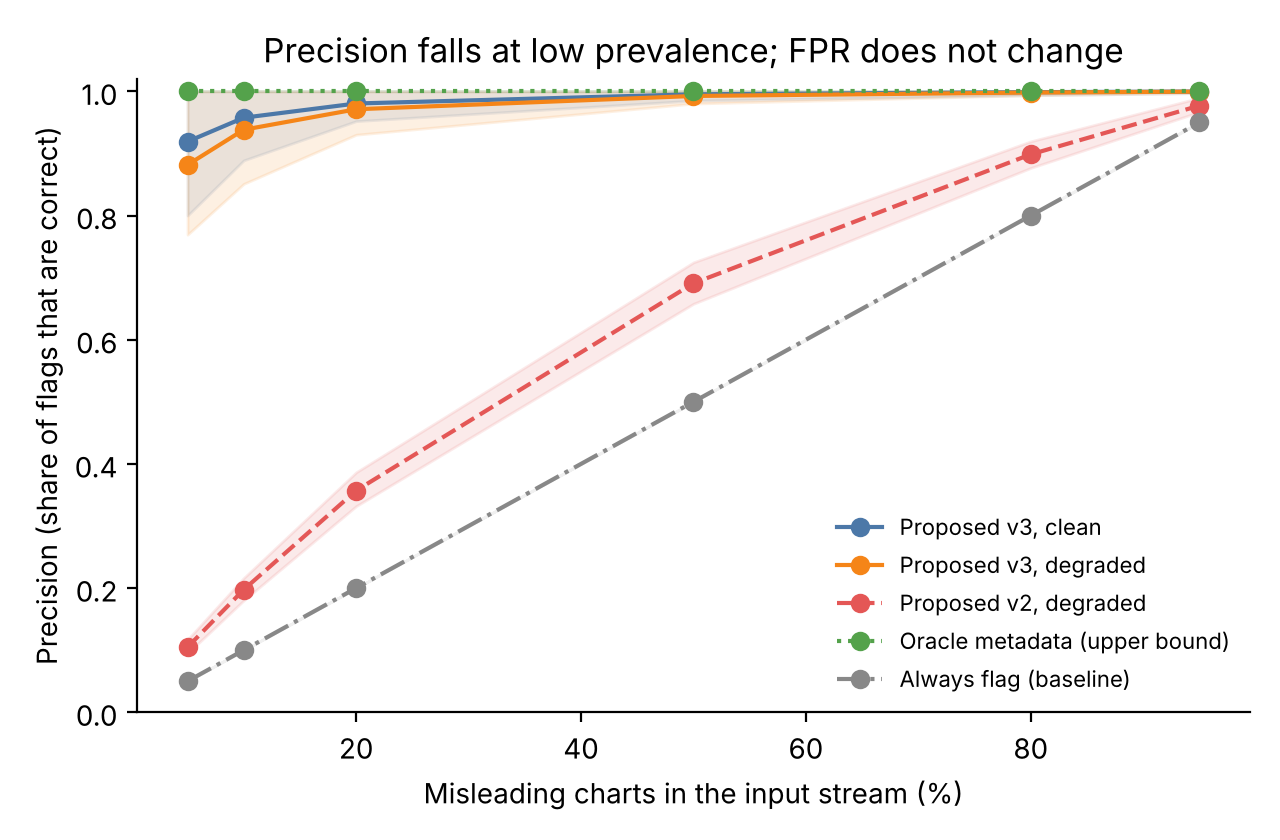 Precision falls at low prevalence; FPR does not change
Precision (share of flags that are correct)
1.0
0.8
0.6
0.4
0.2
0.0
20
40
60
80
Misleading charts in the input stream (%)
Proposed v3, clean
Proposed v3, degraded
Proposed v2, degraded
Oracle metadata (upper bound)
Always flag (baseline)